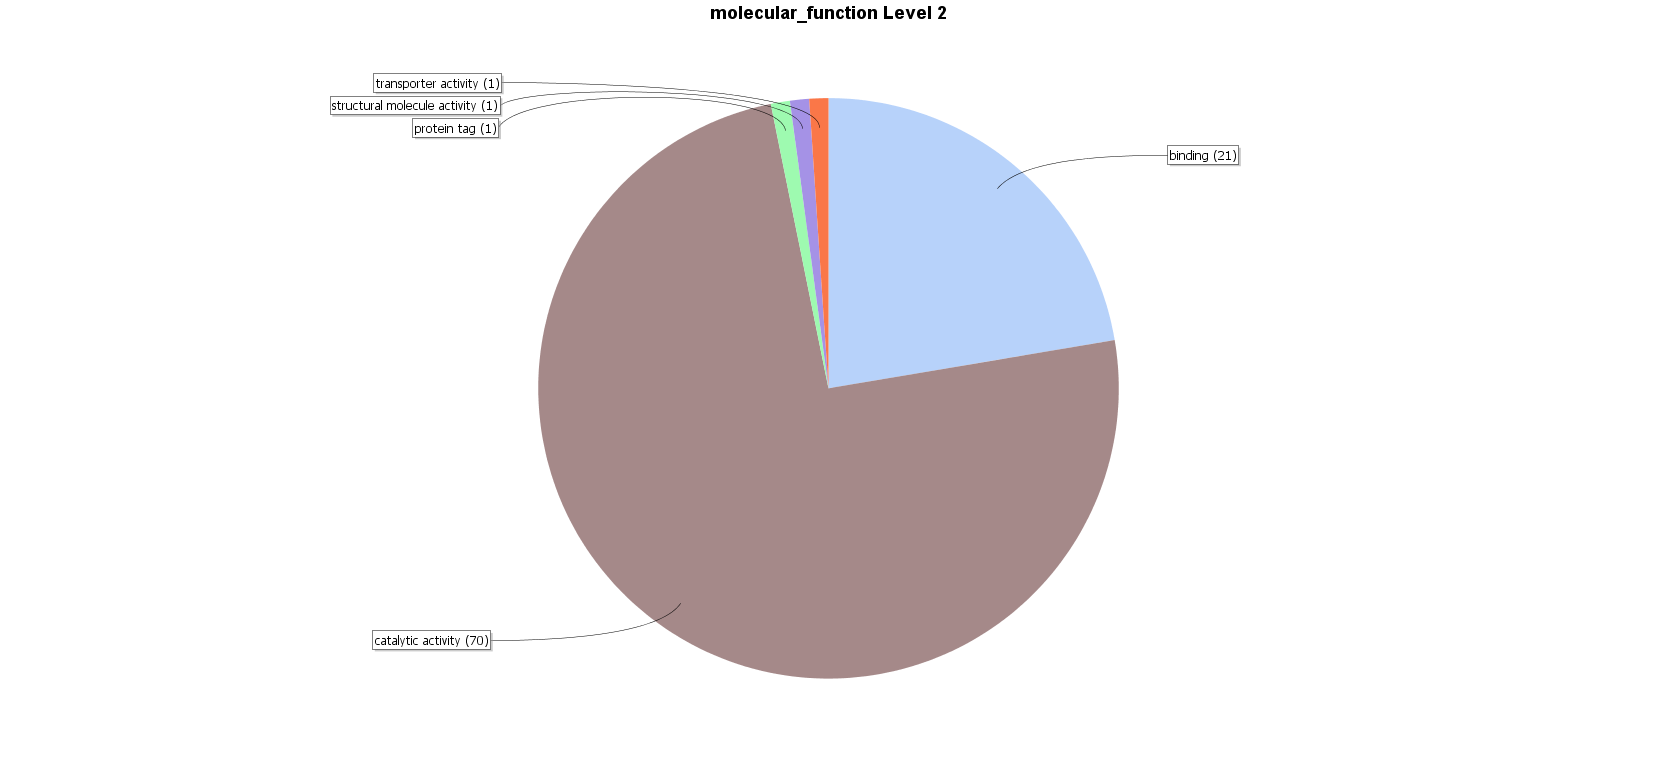 molecular_function Level 2
transporter activity (1)
structural molecule activity (1)
protein tag (1)
binding (21)
catalytic activity (70)